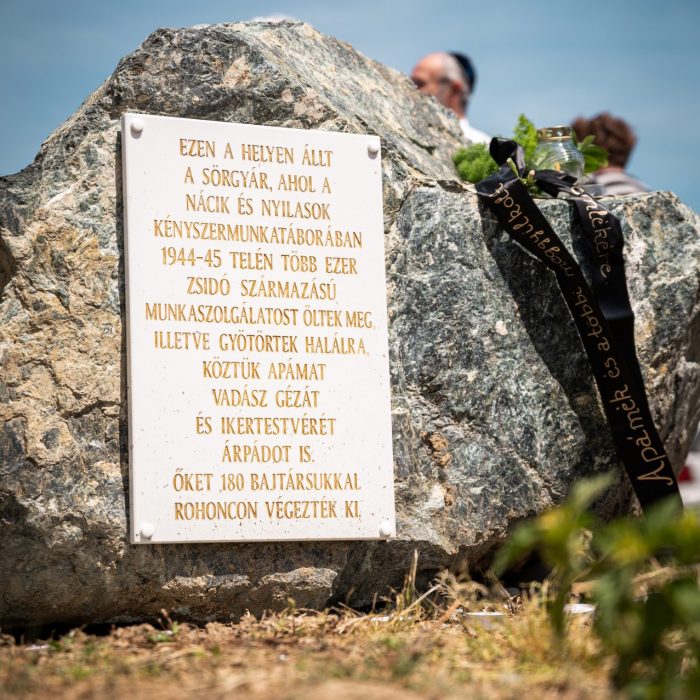 EZEN A HELYEN ÁLLT
A SÖRGYÁR, AHOL A
NÁCIK ÉS NYILASOK
KÉNYSZERMUNKATÁBORÁBAN
1944-45 TELÉN TÖBB EZER
ZSIDÓ SZÁRMAZÁSÚ
MUNKASZOLGÁLATOST ÖLTEK MEG,
ILLETVE GYÖTÖRTEK HALÁLRA,
KÖZTÜK APÁMAT
VADÁSZ GÉZÁT
ÉS IKERTESTVÉRÉT
ÁRPÁDOT IS.
ŐKET 180 BAJTÁRSUKKAL
ROHONCON VÉGEZTÉK KI.
Apámék és a többi meggyilkolt